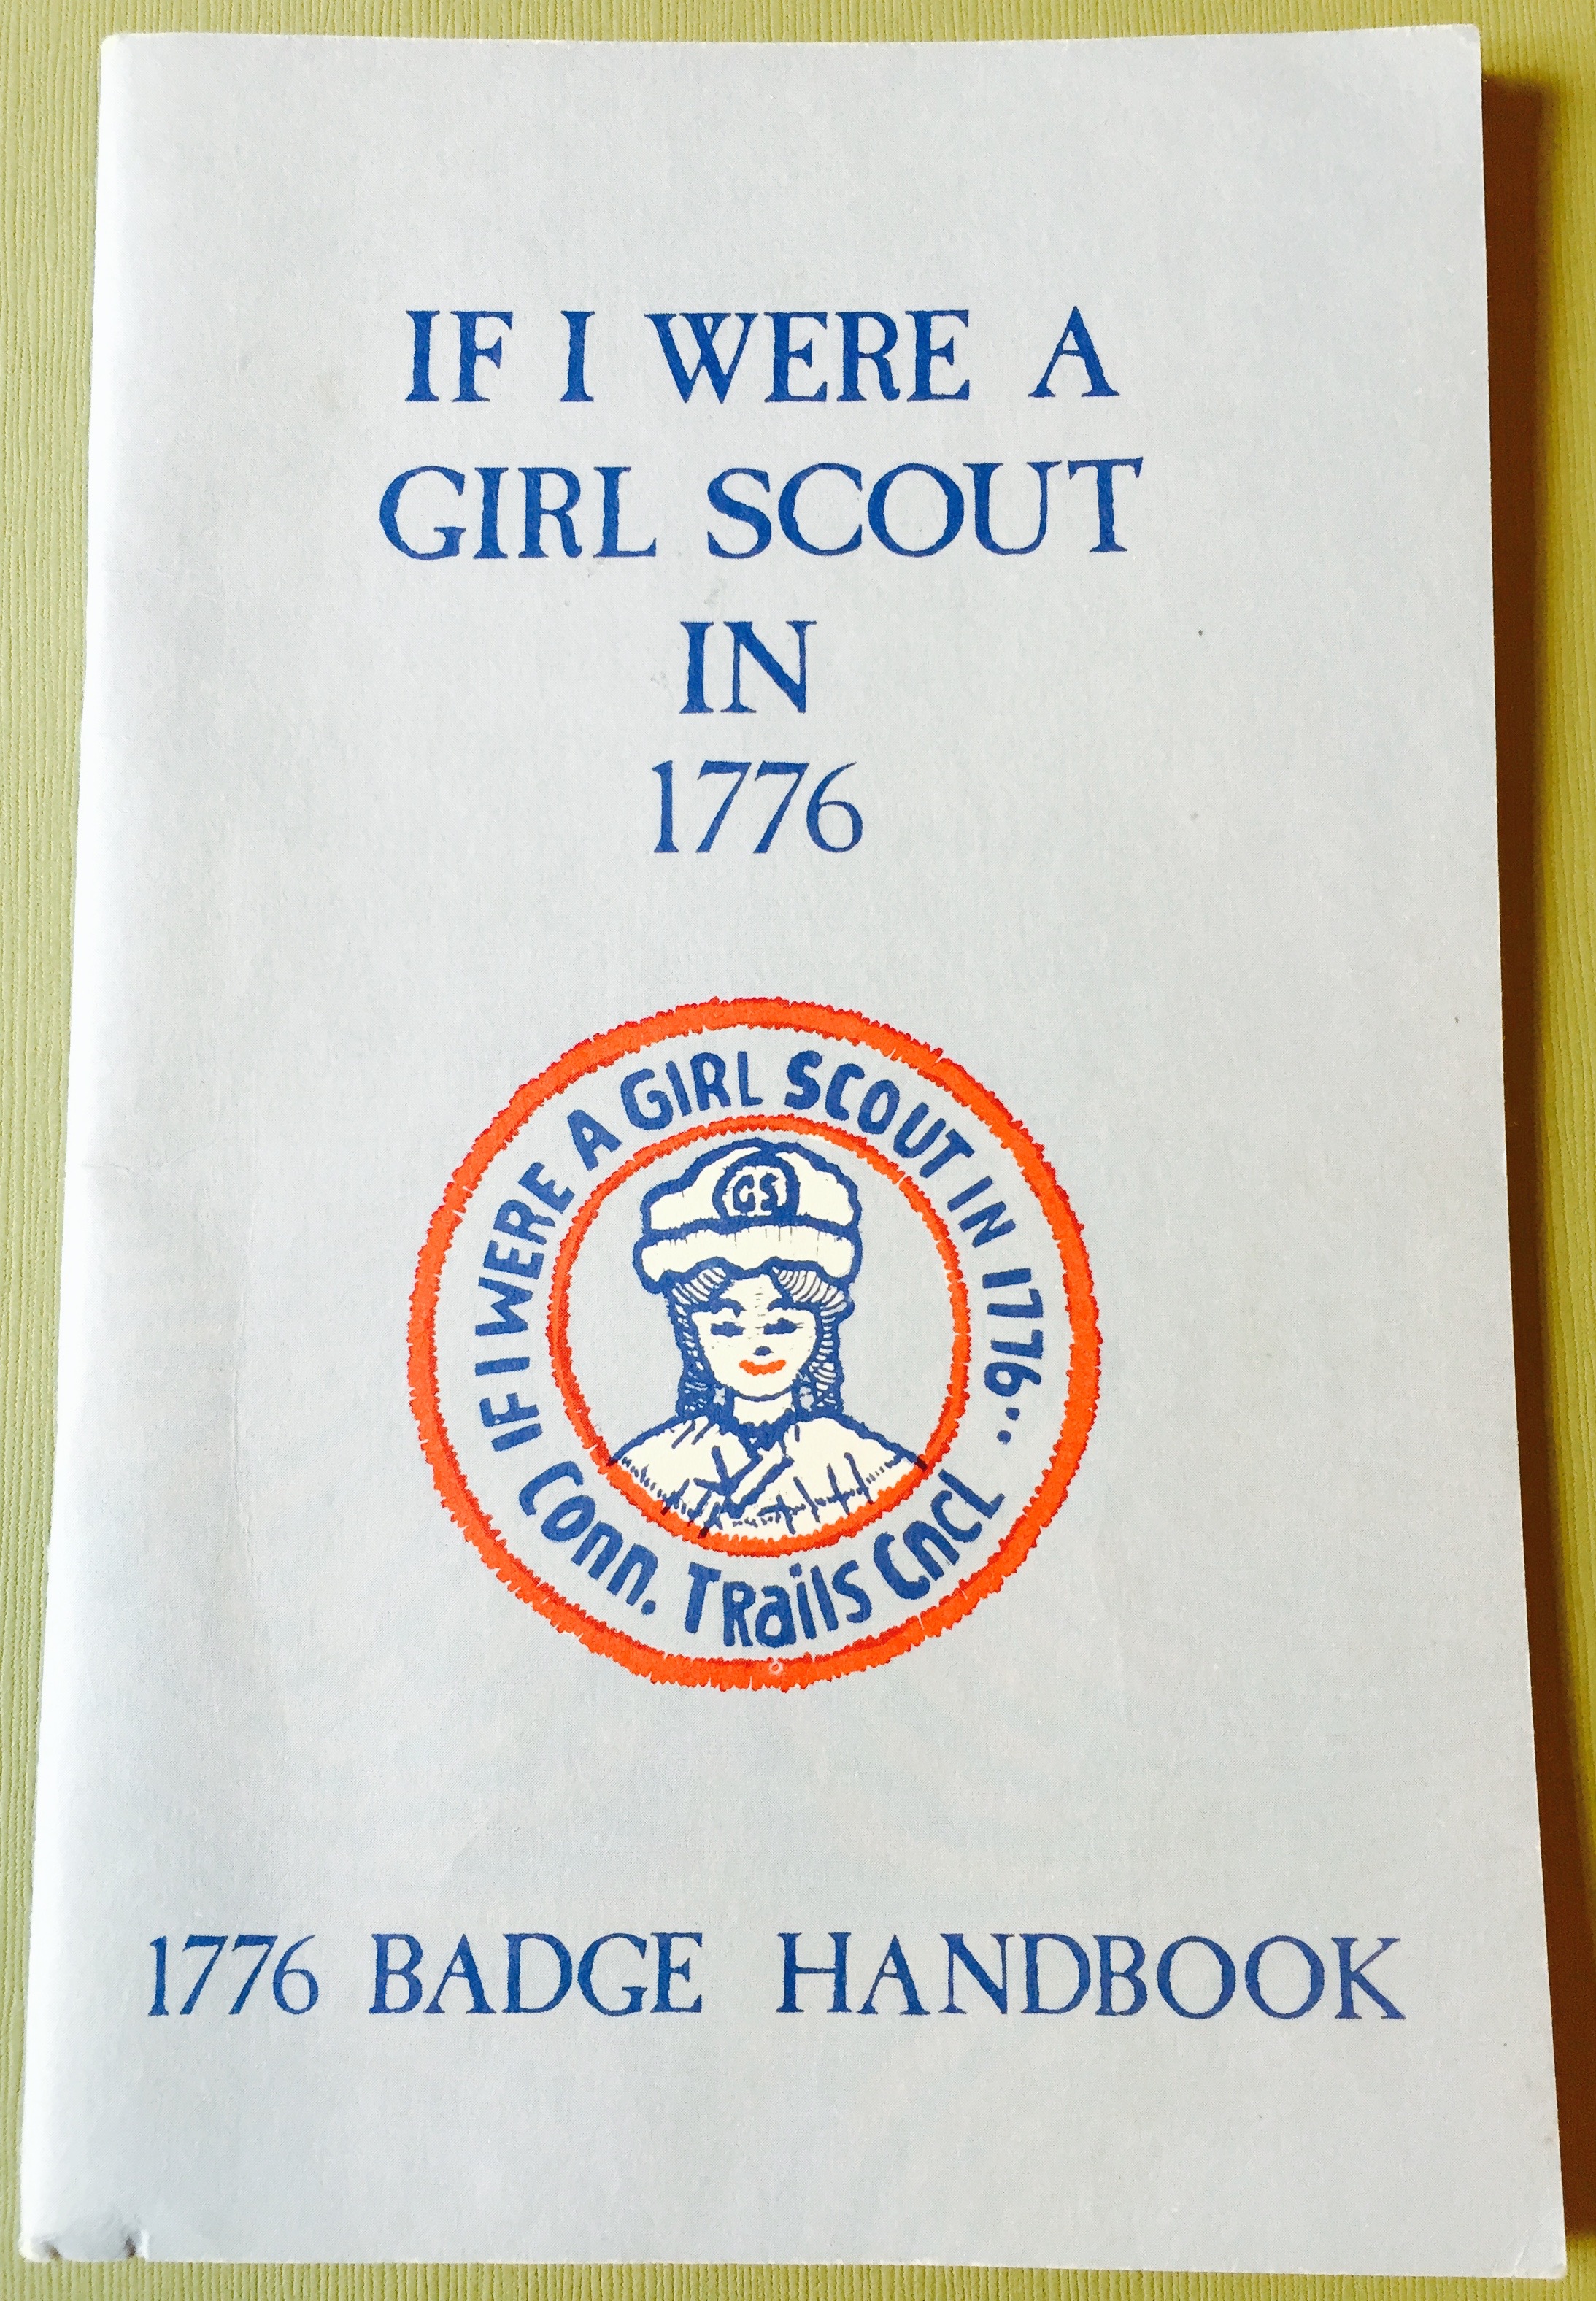 IF I WERE A
GIRL SCOUT
IN
1776
IF I WERE A GIRL SCOUT IN 1776..
GS
Conn. TRails Cncl
1776 BADGE HANDBOOK